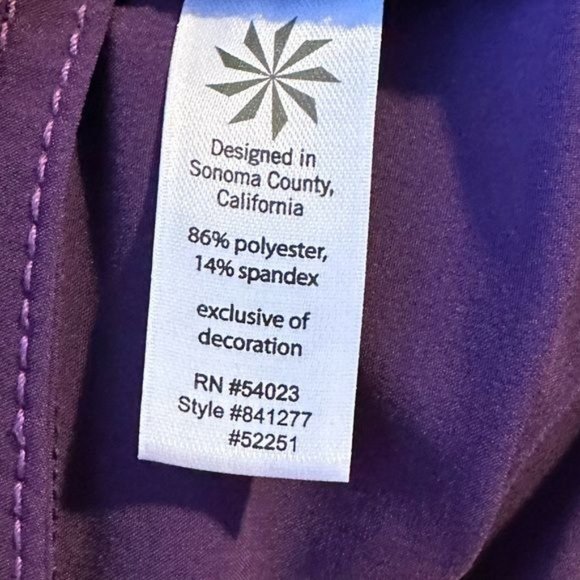 Designed in
Sonoma County,
California
86% polyester,
14% spandex
exclusive of
decoration
RN #54023
Style #841277
#52251